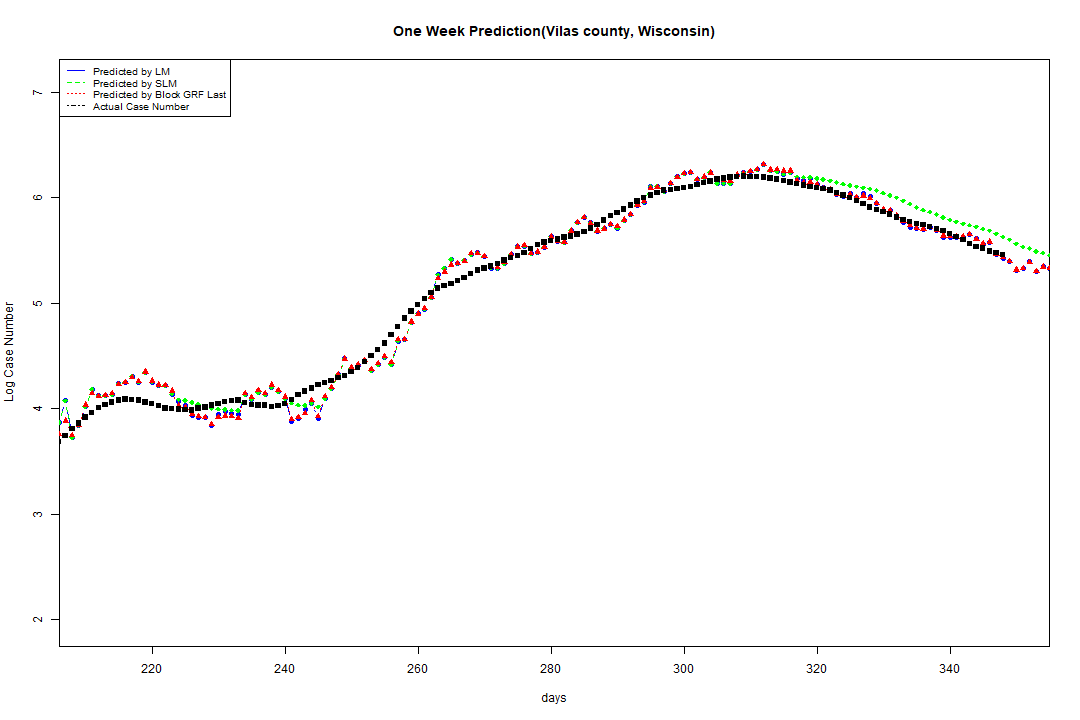 One Week Prediction(Vilas county, Wisconsin)
Predicted by LM
Predicted by SLM
Predicted by Block GRF Last
Actual Case Number
7
6
5
4
3
2
Log Case Number
220 240 260 280 300 320 340
days